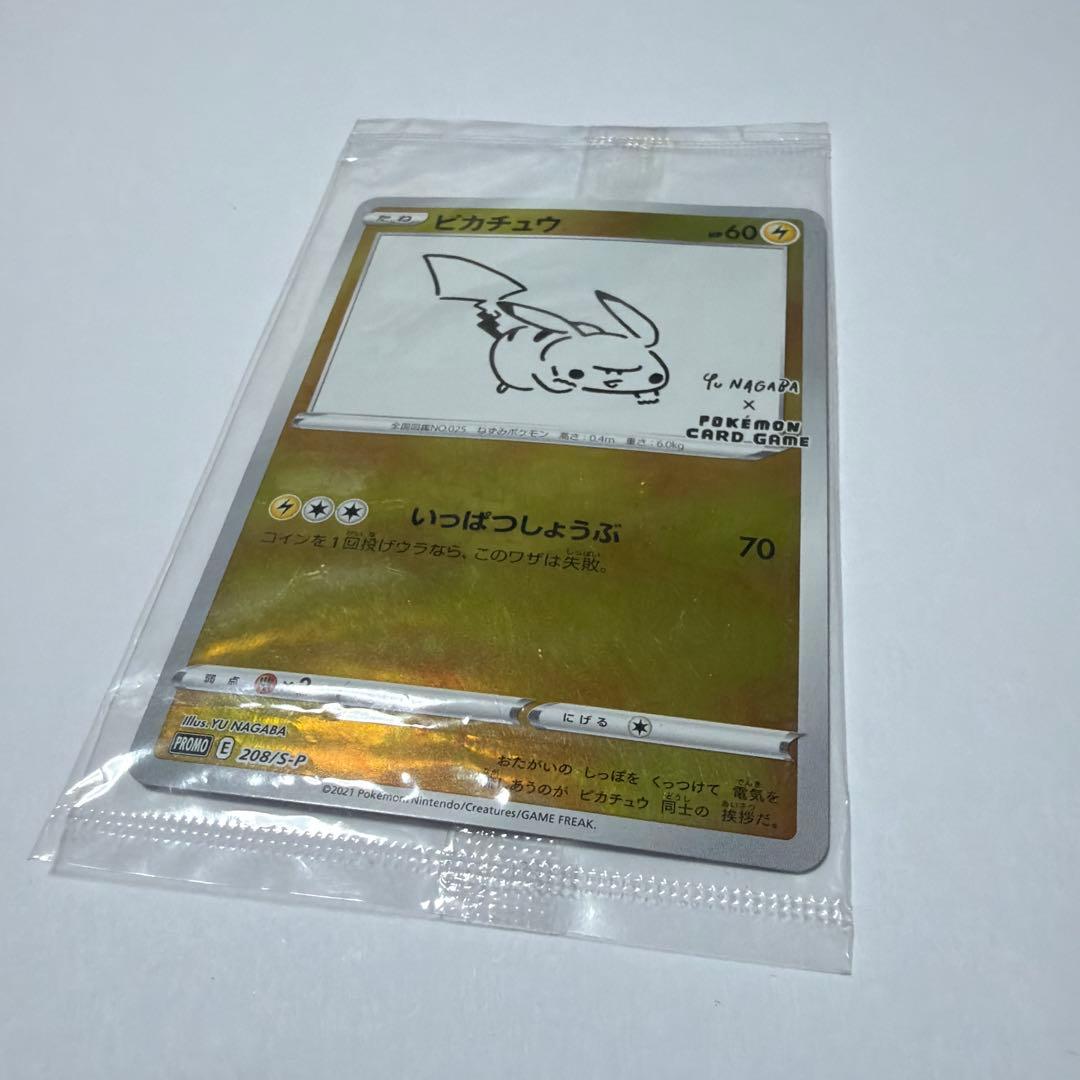 たね ピカチュウ HP60
Yu NAGABA
×
POKÉMON
CARD GAME
全国図鑑NO.025 ねずみポケモン 高さ:0.4m 重さ:6.0kg
いっぱつしょうぶ 70
コインを1回投げウラなら、このワザは失敗。
弱点 ×2 にげる
Illus. YU NAGABA
PROMO E 208/S-P
おたがいの しっぽを くっつけて 電気を
あうのが ピカチュウ 同士の 挨拶だ。
©2021 Pokémon/Nintendo/Creatures/GAME FREAK.